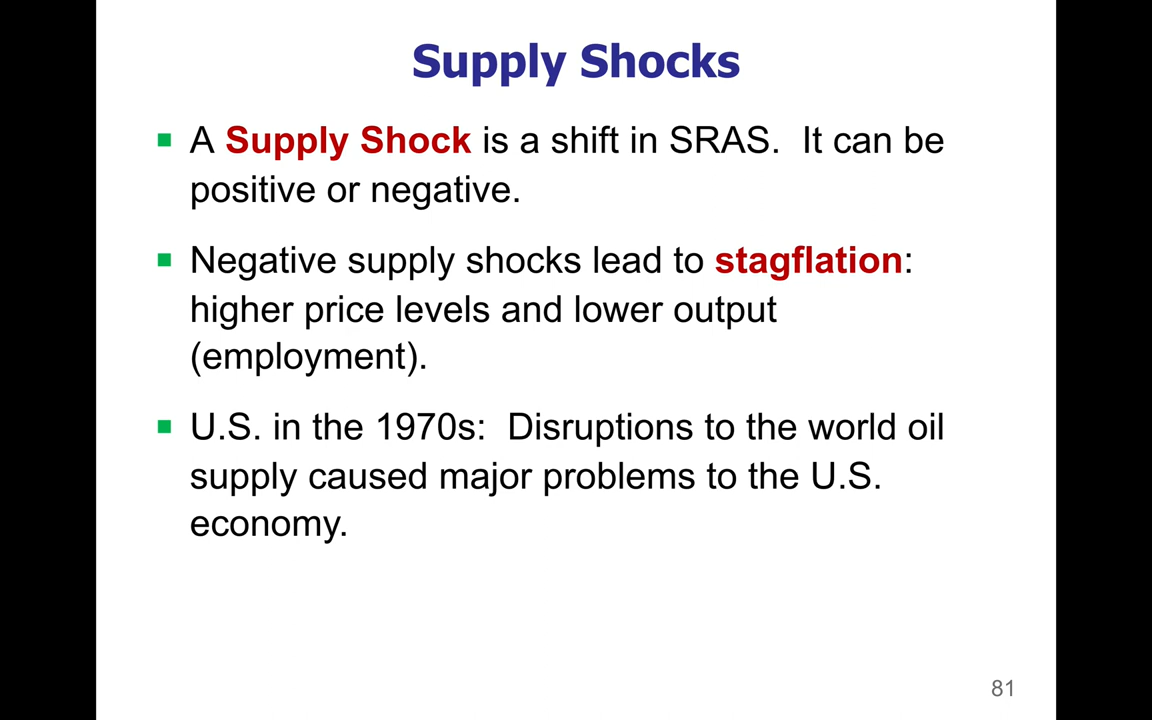 Supply Shocks
A Supply Shock is a shift in SRAS.  It can be
positive or negative.
Negative supply shocks lead to stagflation:
higher price levels and lower output
(employment).
U.S. in the 1970s:  Disruptions to the world oil
supply caused major problems to the U.S.
economy.
81